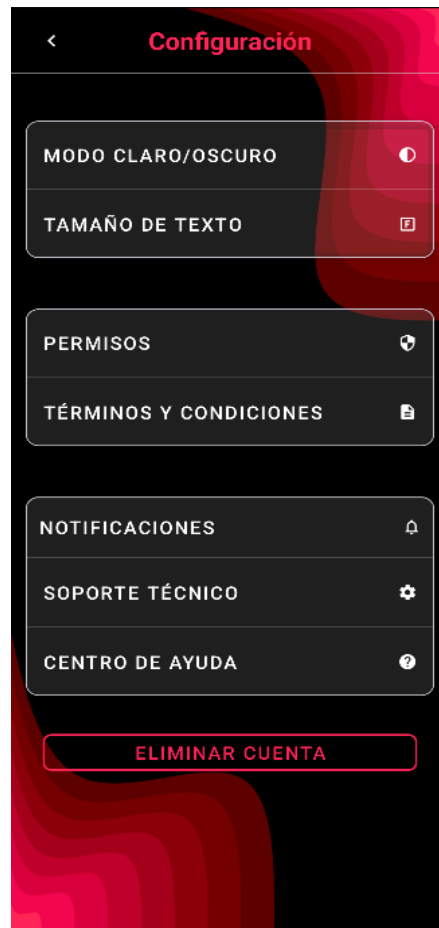 Configuración
MODO CLARO/OSCURO
TAMAÑO DE TEXTO
F
PERMISOS
TÉRMINOS Y CONDICIONES
NOTIFICACIONES
SOPORTE TÉCNICO
CENTRO DE AYUDA
?
ELIMINAR CUENTA